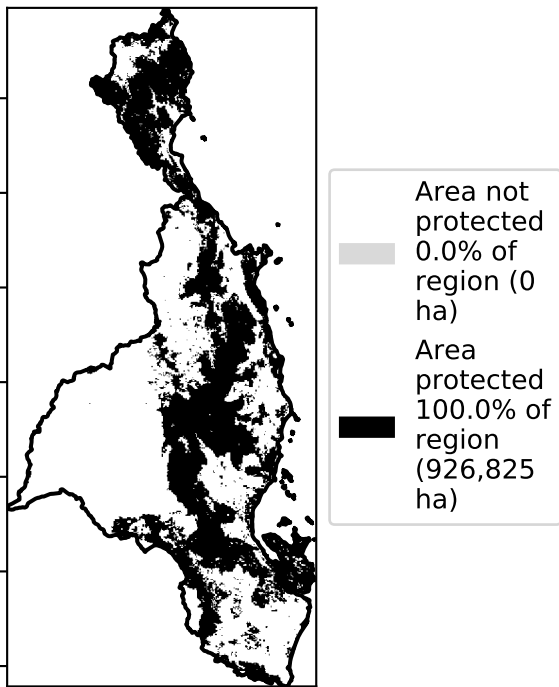 Area not
protected
0.0% of
region (0
ha)
Area
protected
100.0% of
region
(926,825
ha)